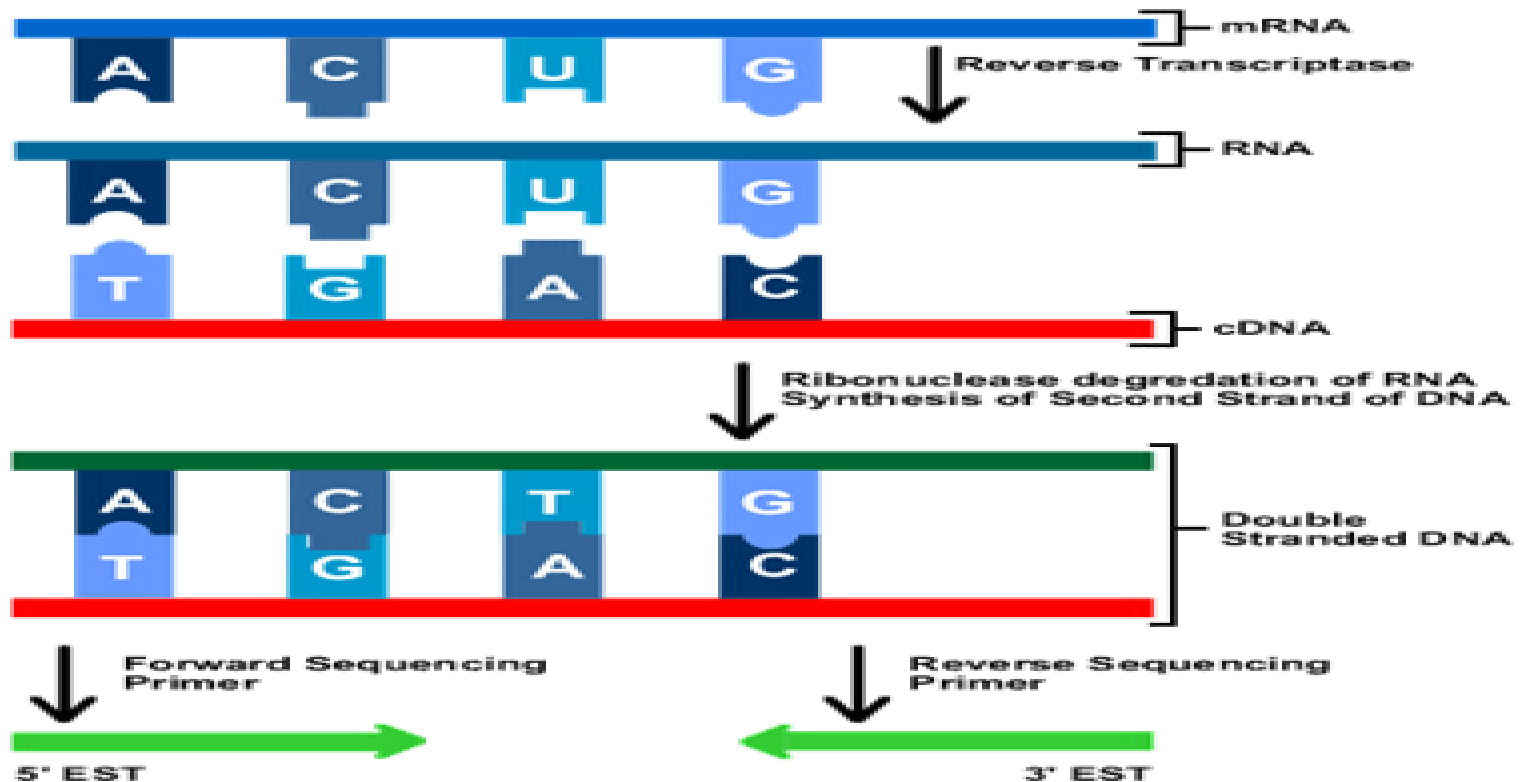 mRNA
A C U G
Reverse Transcriptase
RNA
A C U G
T G A C
cDNA
Ribonuclease degredation of RNA
Synthesis of Second Strand of DNA
A C T G
Double
Stranded DNA
T G A C
Forward Sequencing
Primer
Reverse Sequencing
Primer
5' EST
3' EST